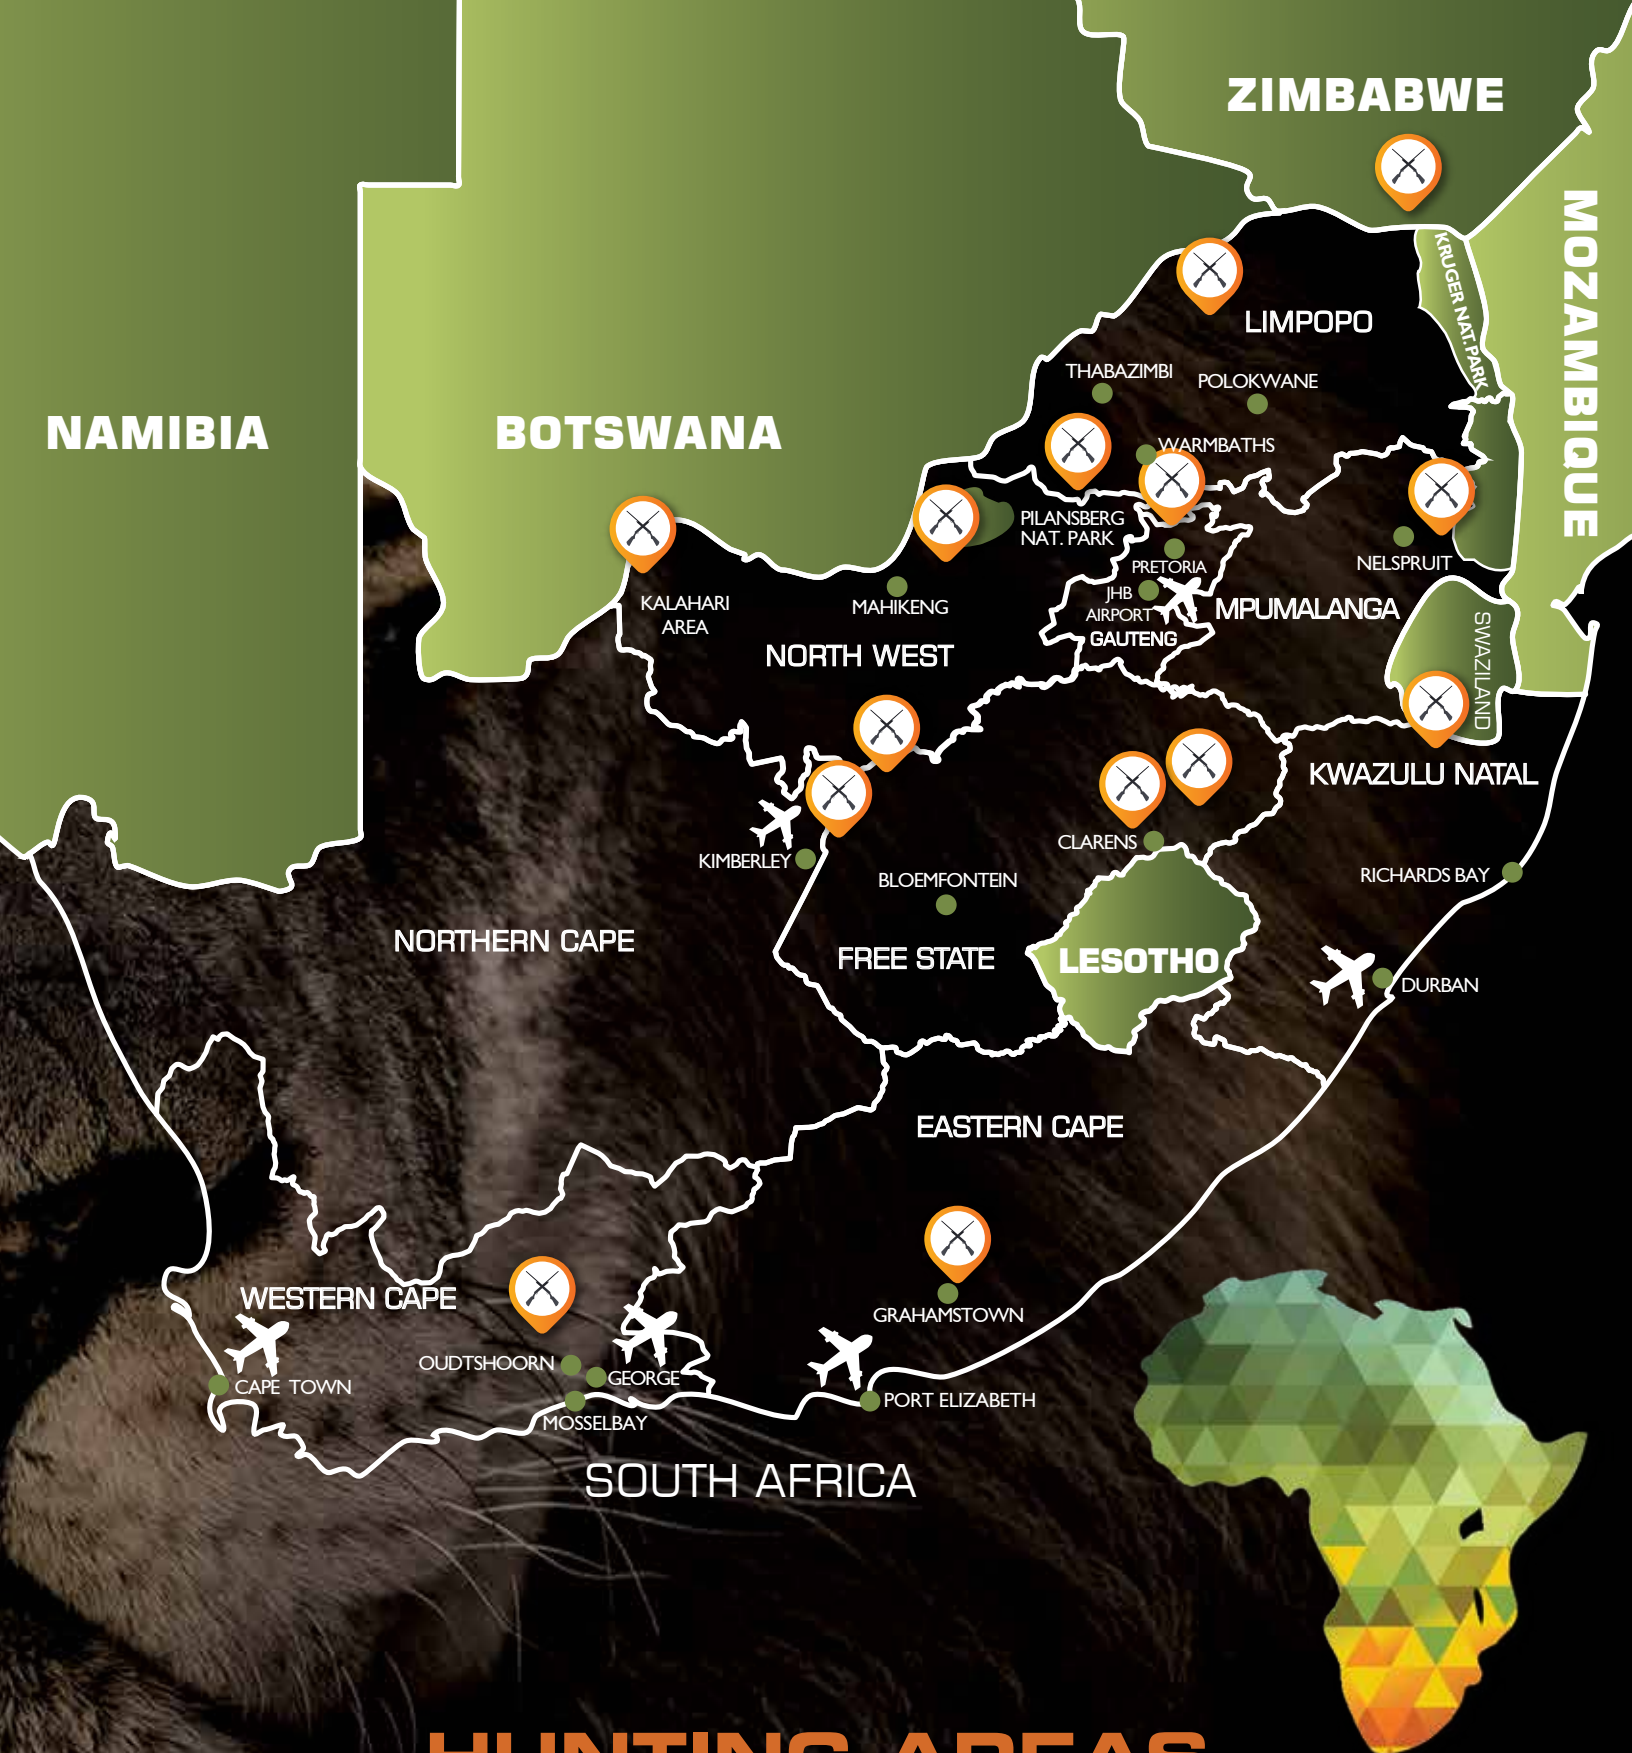 ZIMBABWE
MOZAMBIQUE
KRUGER NAT.PARK
LIMPOPO
THABAZIMBI
POLOKWANE
NAMIBIA
BOTSWANA
WARMBATHS
PILANSBERG
NAT. PARK
PRETORIA
NELSPRUIT
KALAHARI
AREA
MAHIKENG
JHB
AIRPORT
MPUMALANGA
GAUTENG
SWAZILAND
NORTH WEST
KWAZULU NATAL
CLARENS
KIMBERLEY
BLOEMFONTEIN
RICHARDS BAY
NORTHERN CAPE
FREE STATE
LESOTHO
DURBAN
EASTERN CAPE
WESTERN CAPE
GRAHAMSTOWN
OUDTSHOORN
GEORGE
CAPE TOWN
PORT ELIZABETH
MOSSELBAY
SOUTH AFRICA
HUNTING AREAS